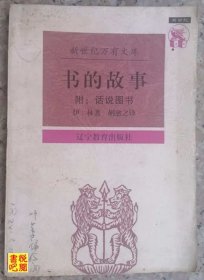 新世纪万有文库
书的故事
附：话说图书
伊·林著 胡愈之译
辽宁教育出版社